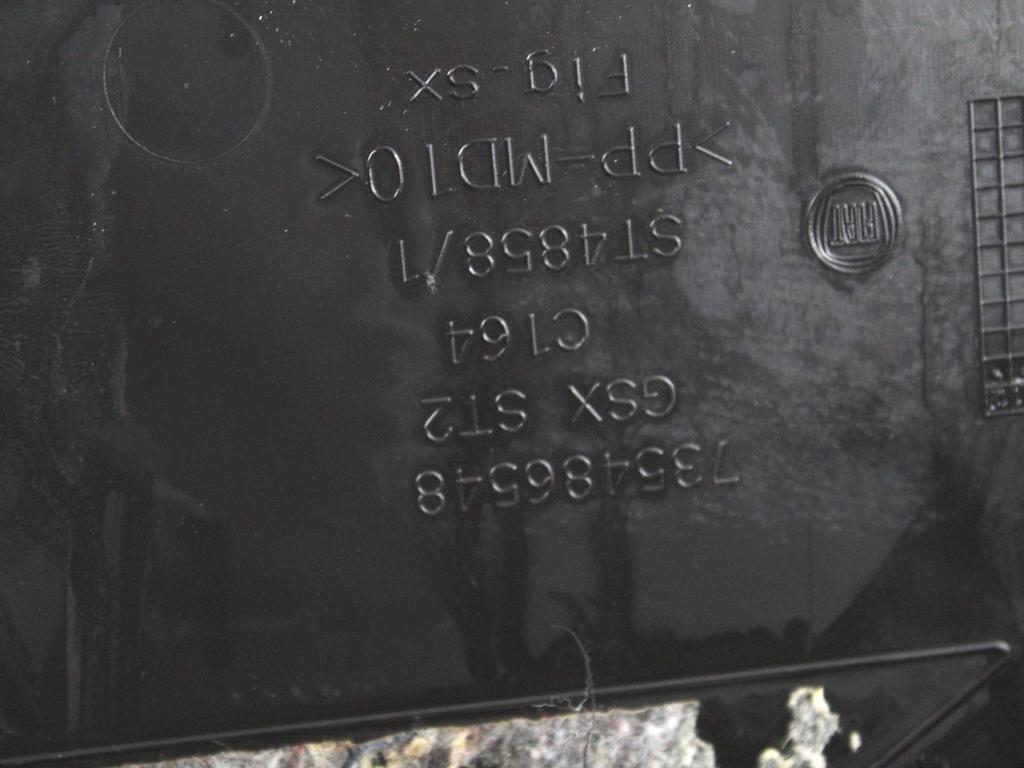 735486548
GSX ST2
C164
ST4858/1
>PP-MD10<
Fig.sx
FIAT